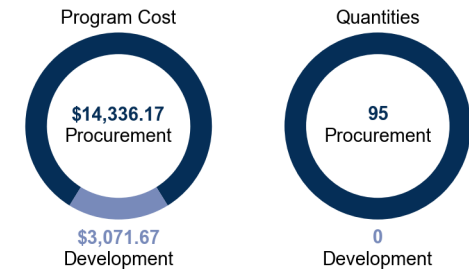 Program Cost
$14,336.17
Procurement
$3,071.67
Development
Quantities
95
Procurement
0
Development